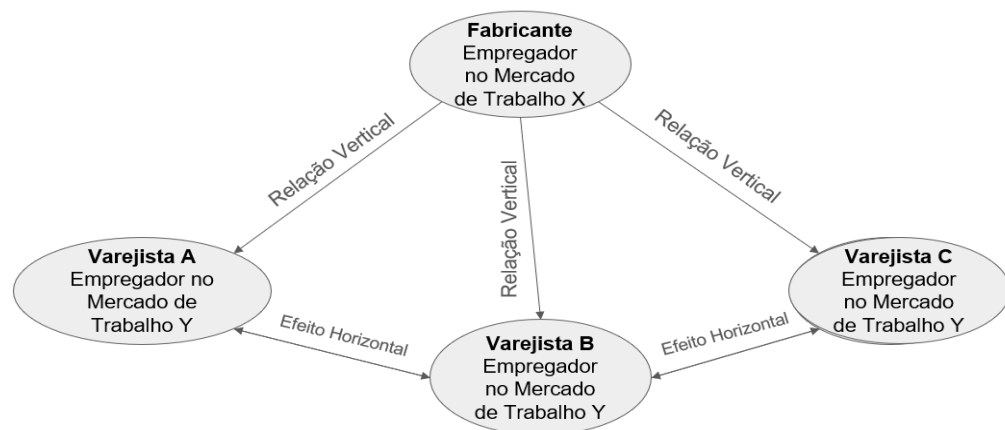 Fabricante
Empregador
no Mercado
de Trabalho X
Relação Vertical
Relação Vertical
Relação Vertical
Varejista A
Empregador no
Mercado de
Trabalho Y
Efeito Horizontal
Varejista B
Empregador
no Mercado
de Trabalho Y
Efeito Horizontal
Varejista C
Empregador
no Mercado
de Trabalho Y